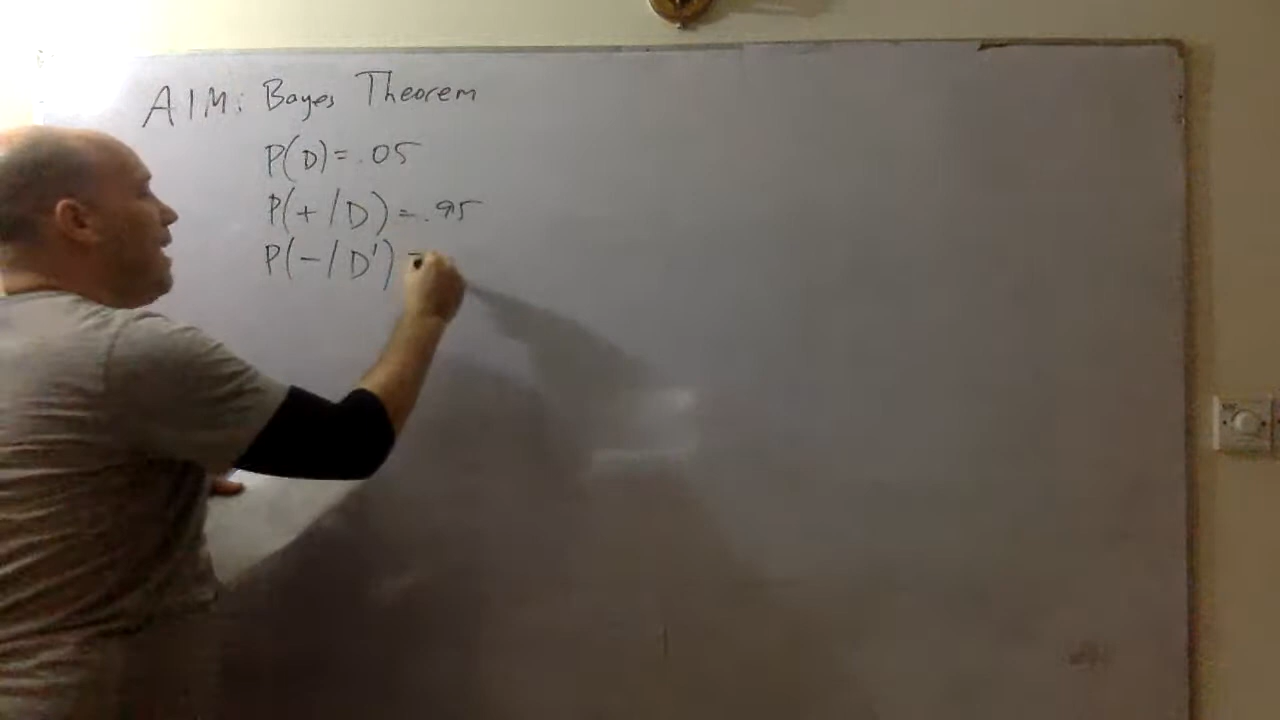 AIM: Bayes Theorem
P(D)=.05
P(+/D)=.95
P(-/D')=